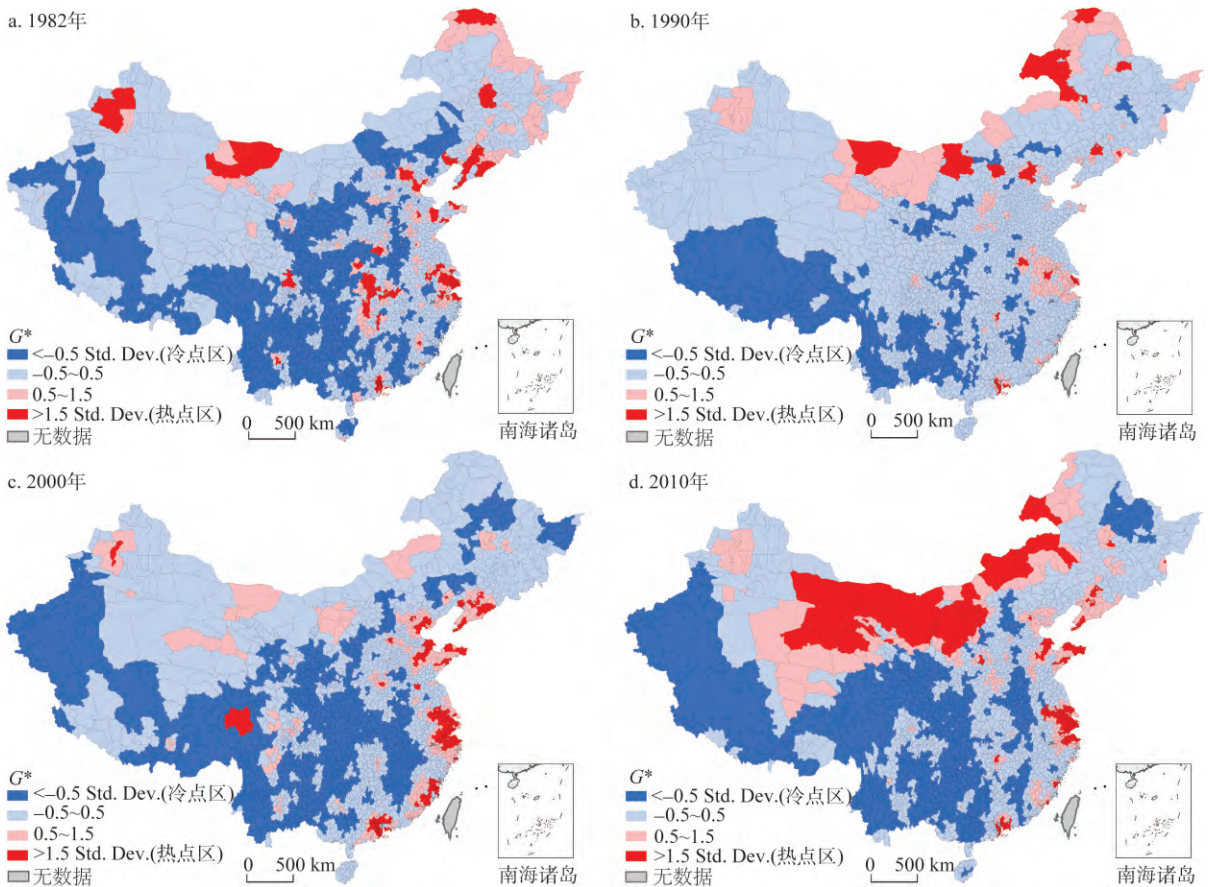 a. 1982年
G*
<–0.5 Std. Dev.(冷点区)
–0.5~0.5
0.5~1.5
>1.5 Std. Dev.(热点区)
无数据
0 500 km
南海诸岛
b. 1990年
G*
<–0.5 Std. Dev.(冷点区)
–0.5~0.5
0.5~1.5
>1.5 Std. Dev.(热点区)
无数据
0 500 km
南海诸岛
c. 2000年
G*
<–0.5 Std. Dev.(冷点区)
–0.5~0.5
0.5~1.5
>1.5 Std. Dev.(热点区)
无数据
0 500 km
南海诸岛
d. 2010年
G*
<–0.5 Std. Dev.(冷点区)
–0.5~0.5
0.5~1.5
>1.5 Std. Dev.(热点区)
无数据
0 500 km
南海诸岛